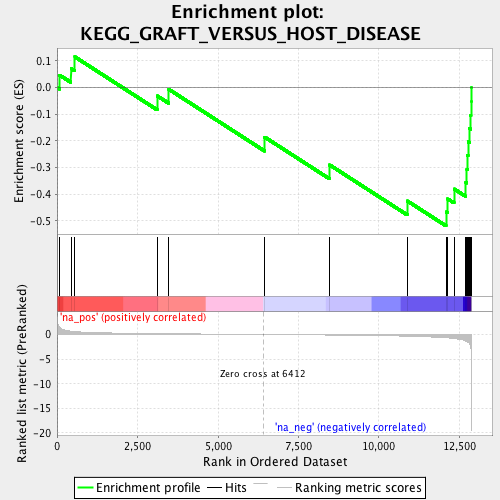 Enrichment plot:
KEGG_GRAFT_VERSUS_HOST_DISEASE
Enrichment score (ES)
0.1
0.0
-0.1
-0.2
-0.3
-0.4
-0.5
'na_pos' (positively correlated)
Ranked list metric (PreRanked)
0
-5
-10
-15
-20
Zero cross at 6412
'na_neg' (negatively correlated)
0
2,500
5,000
7,500
10,000
12,500
Rank in Ordered Dataset
Enrichment profile
Hits
Ranking metric scores